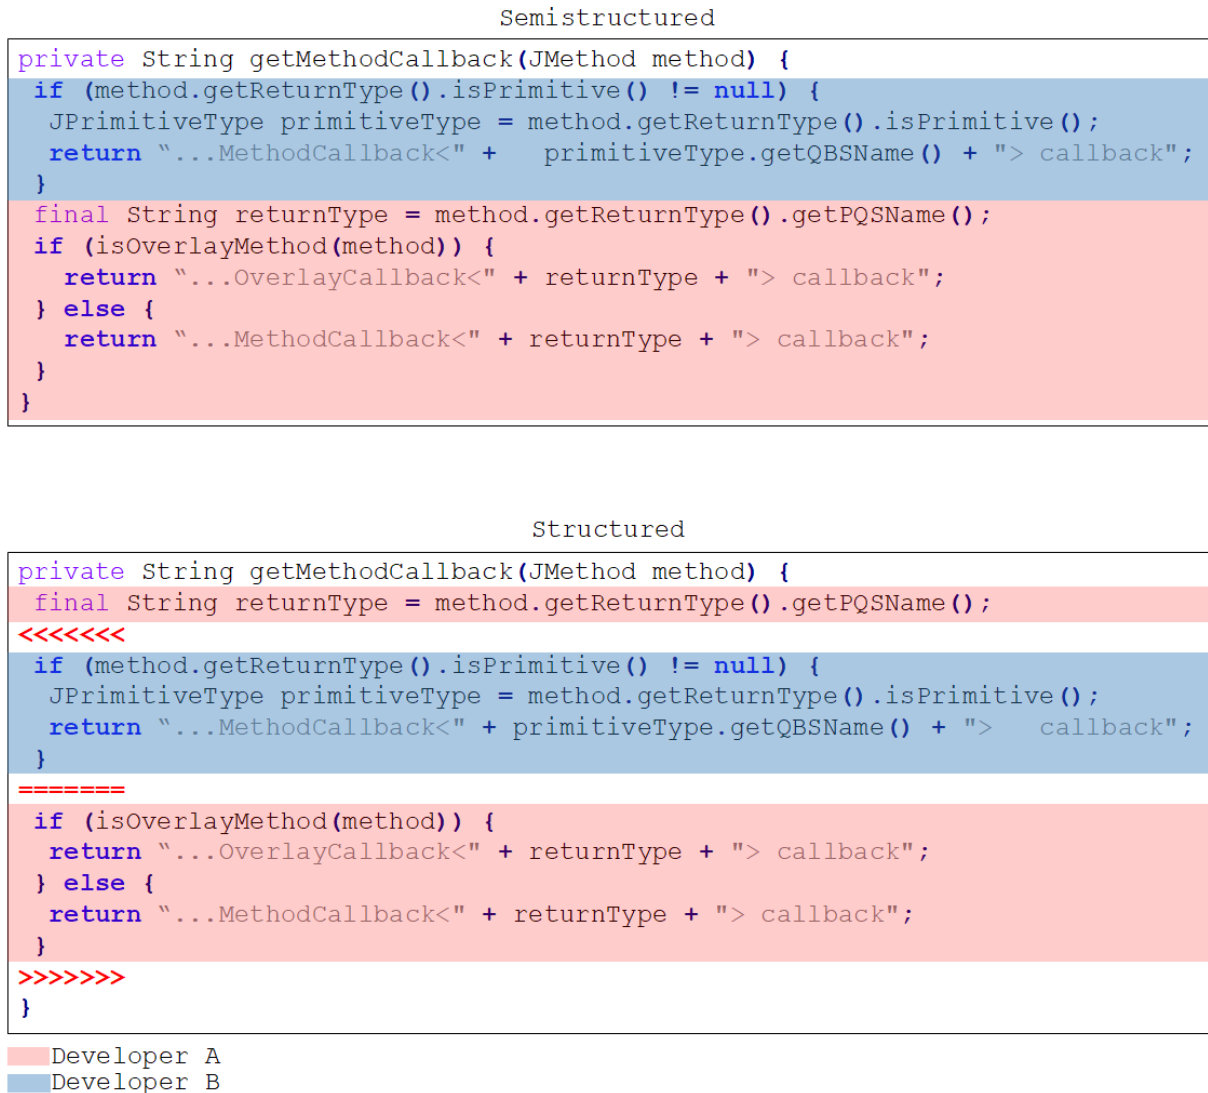 Semistructured
private String getMethodCallback(JMethod method) {
if (method.getReturnType().isPrimitive() != null) {
JPrimitiveType primitiveType = method.getReturnType().isPrimitive();
return “...MethodCallback<" +   primitiveType.getQBSName() + "> callback";
}
final String returnType = method.getReturnType().getPQSName();
if (isOverlayMethod(method)) {
return “...OverlayCallback<" + returnType + "> callback";
} else {
return “...MethodCallback<" + returnType + "> callback";
}
}
Structured
private String getMethodCallback(JMethod method) {
final String returnType = method.getReturnType().getPQSName();
<<<<<<<
if (method.getReturnType().isPrimitive() != null) {
JPrimitiveType primitiveType = method.getReturnType().isPrimitive();
return “...MethodCallback<" + primitiveType.getQBSName() + ">   callback";
}
=======
if (isOverlayMethod(method)) {
return “...OverlayCallback<" + returnType + "> callback";
} else {
return “...MethodCallback<" + returnType + "> callback";
}
>>>>>>>
}
Developer A
Developer B